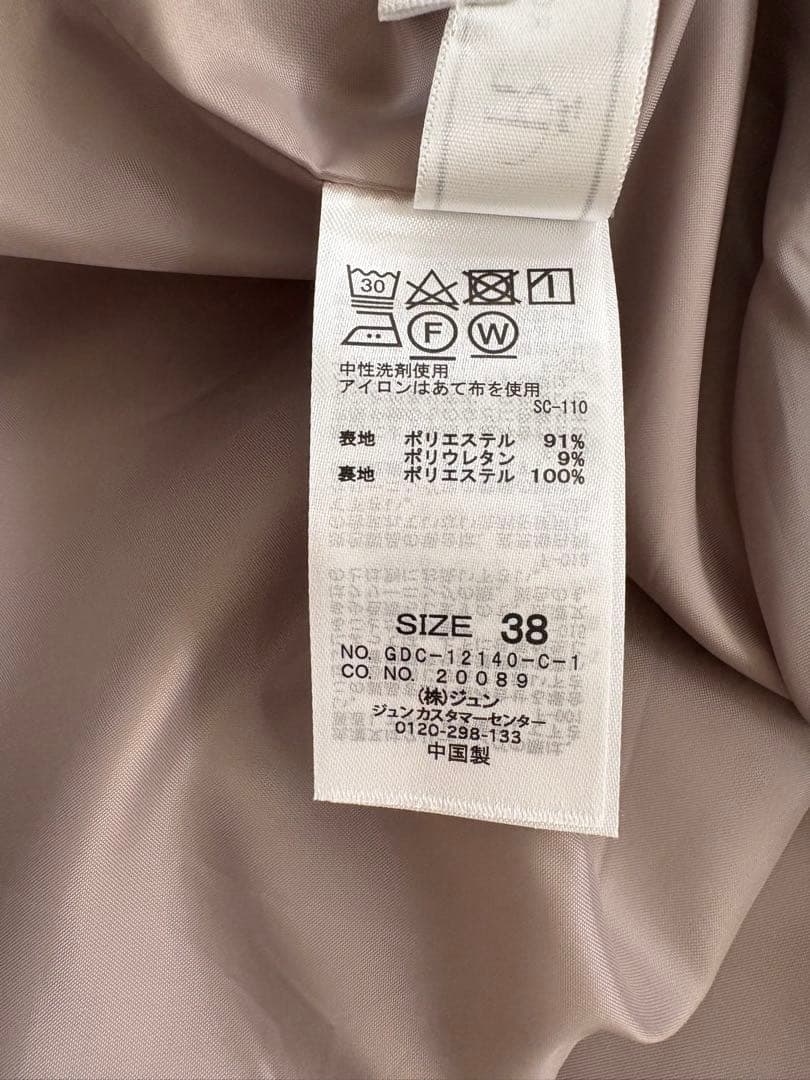 30
F W
中性洗剤使用
アイロンはあて布を使用
SC-110
表地 ポリエステル 91%
ポリウレタン 9%
裏地 ポリエステル 100%
SIZE 38
NO. GDC-12140-C-1
CO. NO. 20089
(株)ジュン
ジュンカスタマーセンター
0120-298-133
中国製